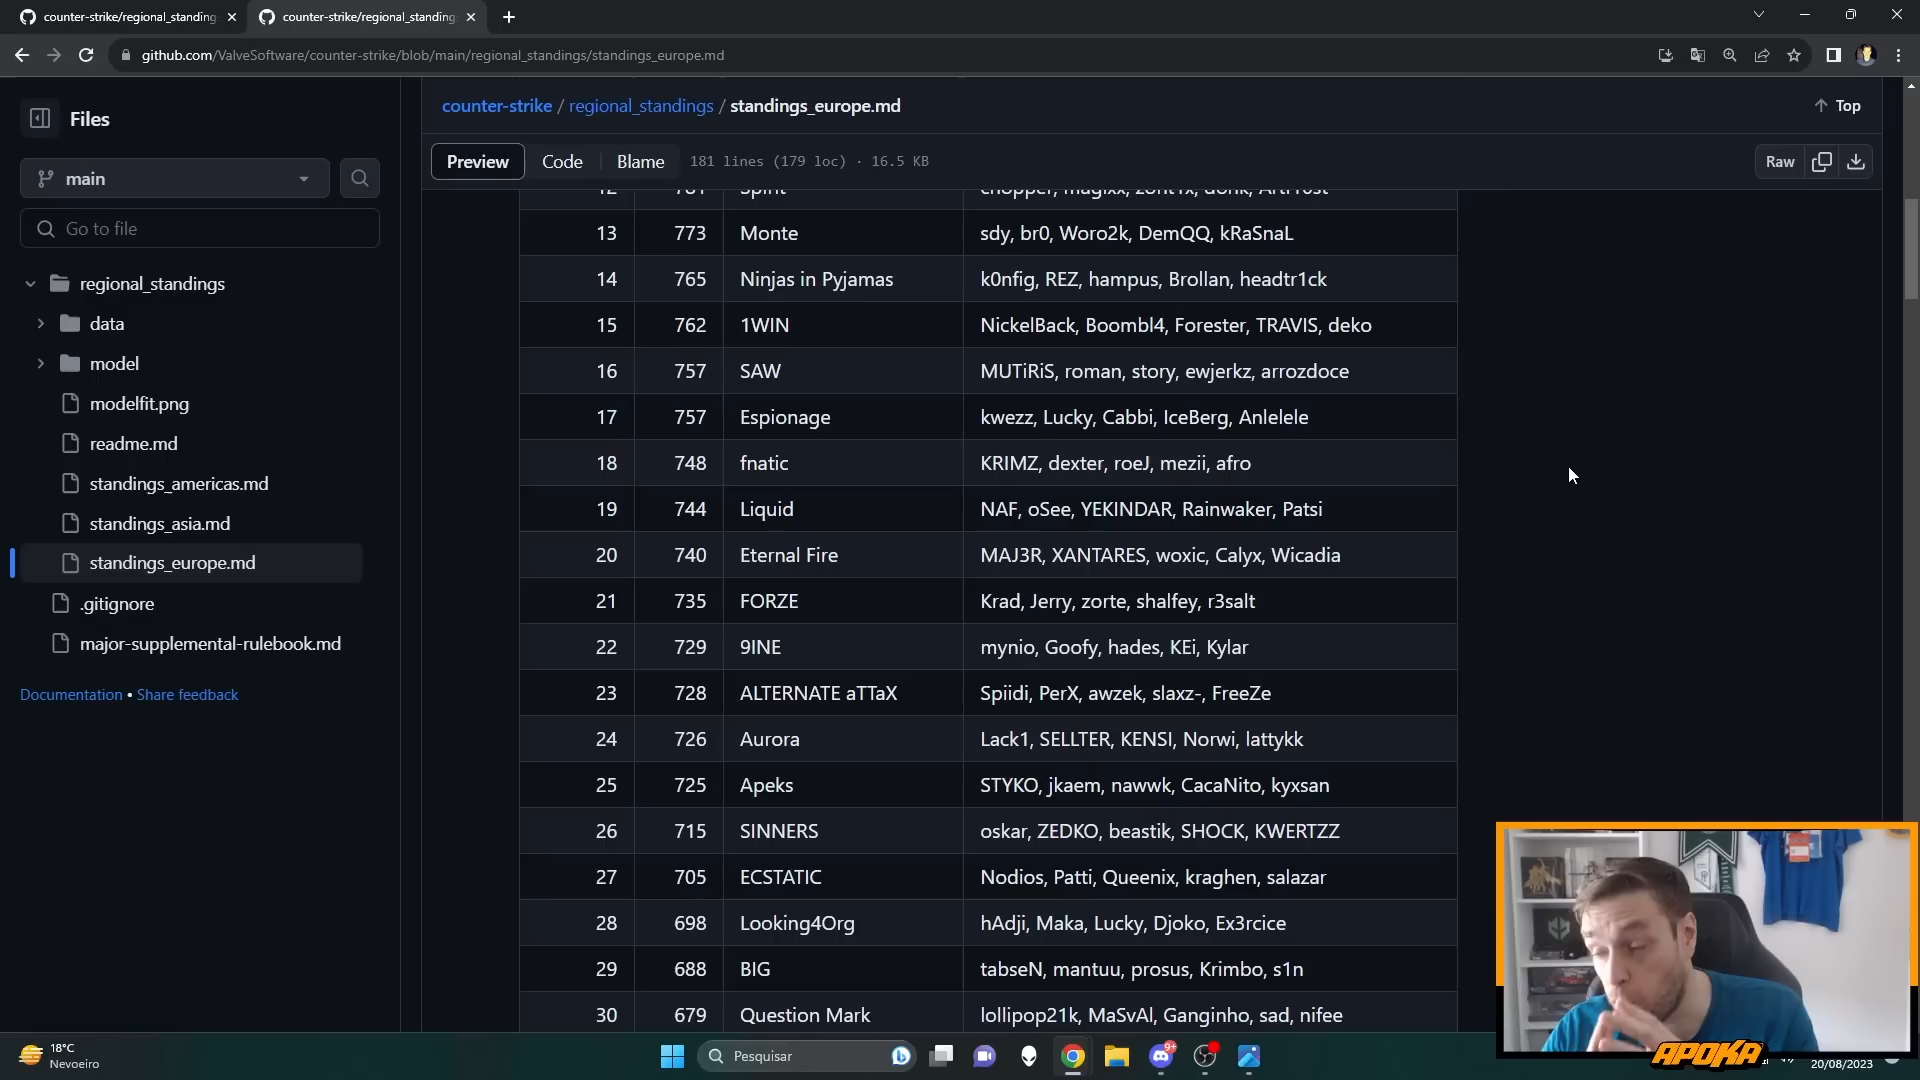 counter-strike/regional_standing
counter-strike/regional_standing
github.com/ValveSoftware/counter-strike/blob/main/regional_standings/standings_europe.md
Files
main
Go to file
regional_standings
data
model
modelfit.png
readme.md
standings_americas.md
standings_asia.md
standings_europe.md
.gitignore
major-supplemental-rulebook.md
Documentation • Share feedback
counter-strike / regional_standings / standings_europe.md
Top
Preview Code Blame 181 lines (179 loc) · 16.5 KB
Raw
12 781 Spirit chopper, magixx, zont1x, donk, ArtFr0st
13 773 Monte sdy, br0, Woro2k, DemQQ, kRaSnaL
14 765 Ninjas in Pyjamas k0nfig, REZ, hampus, Brollan, headtr1ck
15 762 1WIN NickelBack, Boombl4, Forester, TRAVIS, deko
16 757 SAW MUTiRiS, roman, story, ewjerkz, arrozdoce
17 757 Espionage kwezz, Lucky, Cabbi, IceBerg, Anlelele
18 748 fnatic KRIMZ, dexter, roeJ, mezii, afro
19 744 Liquid NAF, oSee, YEKINDAR, Rainwaker, Patsi
20 740 Eternal Fire MAJ3R, XANTARES, woxic, Calyx, Wicadia
21 735 FORZE Krad, Jerry, zorte, shalfey, r3salt
22 729 9INE mynio, Goofy, hades, KEi, Kylar
23 728 ALTERNATE aTTaX Spiidi, PerX, awzek, slaxz-, FreeZe
24 726 Aurora Lack1, SELLTER, KENSI, Norwi, lattykk
25 725 Apeks STYKO, jkaem, nawwk, CacaNito, kyxsan
26 715 SINNERS oskar, ZEDKO, beastik, SHOCK, KWERTZZ
27 705 ECSTATIC Nodios, Patti, Queenix, kraghen, salazar
28 698 Looking4Org hAdji, Maka, Lucky, Djoko, Ex3rcice
29 688 BIG tabseN, mantuu, prosus, Krimbo, s1n
30 679 Question Mark lollipop21k, MaSvAl, Ganginho, sad, nifee
APOKA
18°C
Nevoeiro
Pesquisar
9+
20/08/2023